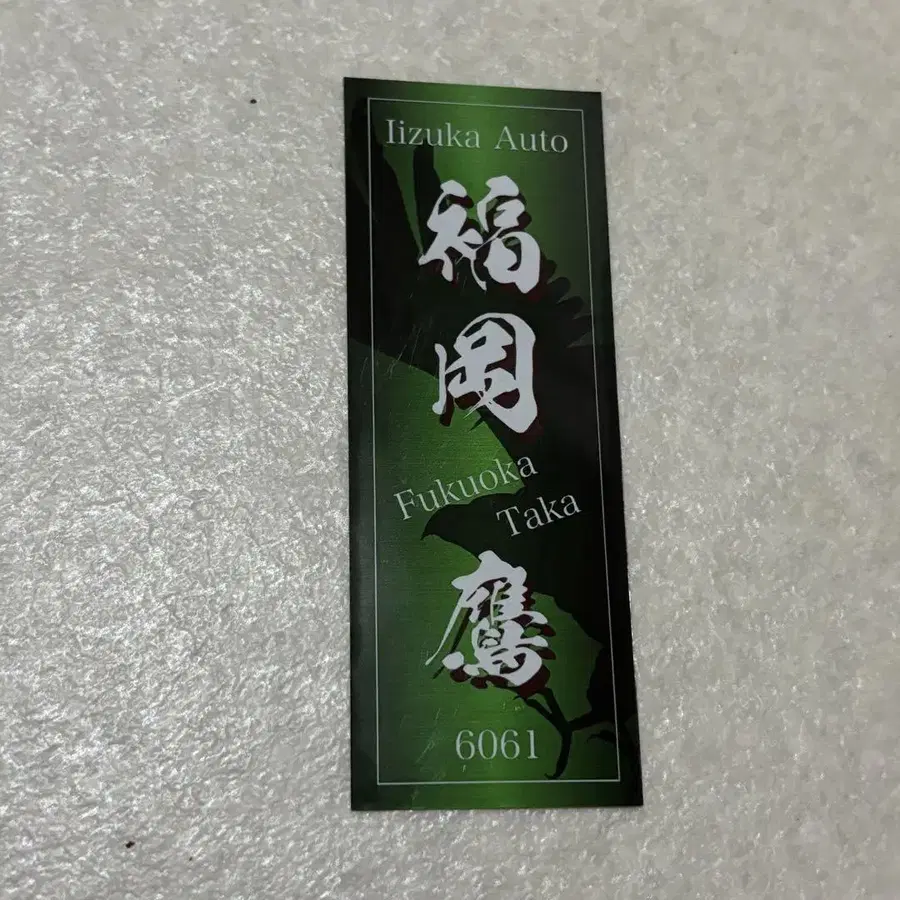 Iizuka Auto
福岡
Fukuoka
Taka
鷹
6061